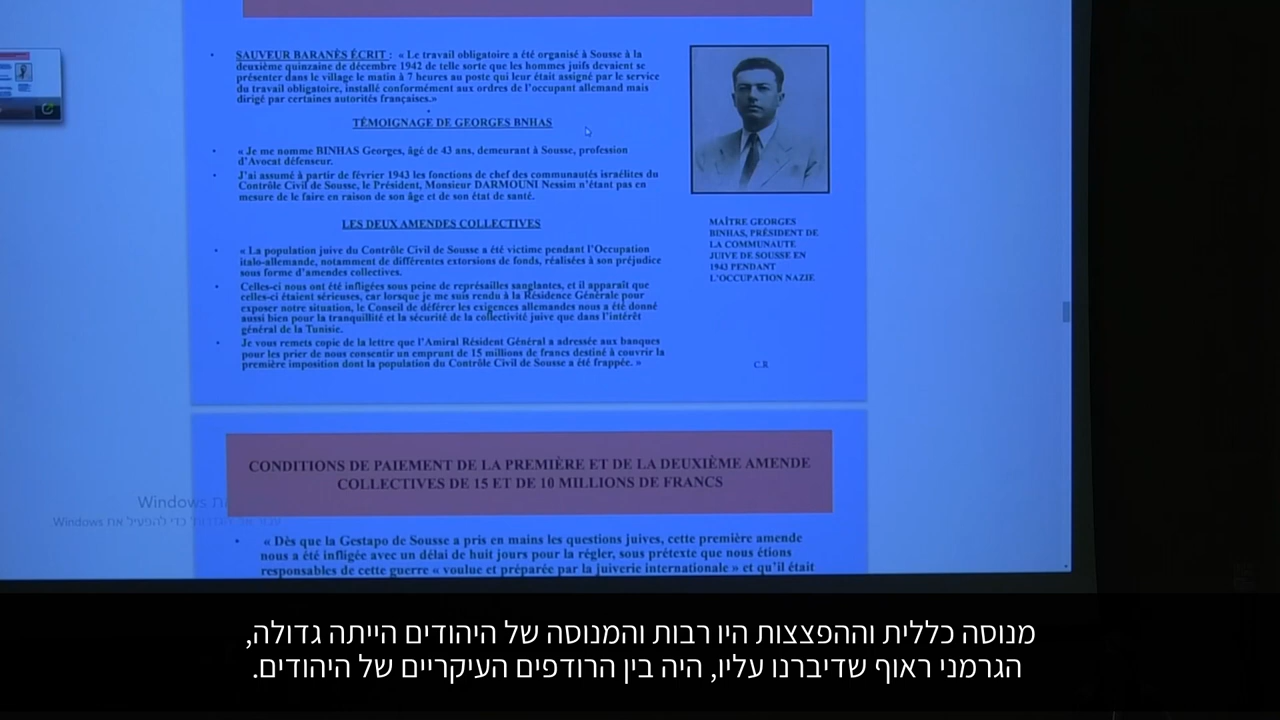 SAUVEUR BARANÈS ÉCRIT : « Le travail obligatoire a été organisé à Sousse à la
deuxième quinzaine de décembre 1942 de telle sorte que les hommes juifs devaient se
présenter dans le village le matin à 7 heures au poste qui leur était assigné par le service
du travail obligatoire, installé conformément aux ordres de l'occupant allemand mais
dirigé par certaines autorités françaises.»
TÉMOIGNAGE DE GEORGES BNHAS
« Je me nomme BINHAS Georges, âgé de 43 ans, demeurant à Sousse, profession
d'Avocat défenseur.
J'ai assumé à partir de février 1943 les fonctions de chef des communautés israélites du
Contrôle Civil de Sousse, le Président, Monsieur DARMOUNI Nessim n'étant pas en
mesure de le faire en raison de son âge et de son état de santé.
LES DEUX AMENDES COLLECTIVES
« La population juive du Contrôle Civil de Sousse a été victime pendant l'Occupation
italo-allemande, notamment de différentes extorsions de fonds, réalisées à son préjudice
sous forme d'amendes collectives.
Celles-ci nous ont été infligées sous peine de représailles sanglantes, et il apparaît que
celles-ci étaient sérieuses, car lorsque je me suis rendu à la Résidence Générale pour
exposer notre situation, le Conseil de déférer les exigences allemandes nous a été donné
aussi bien pour la tranquillité et la sécurité de la collectivité juive que dans l'intérêt
général de la Tunisie.
Je vous remets copie de la lettre que l'Amiral Résident Général a adressée aux banques
pour les prier de nous consentir un emprunt de 15 millions de francs destiné à couvrir la
première imposition dont la population du Contrôle Civil de Sousse a été frappée. »
MAÎTRE GEORGES
BINHAS, PRÉSIDENT DE
LA COMMUNAUTE
JUIVE DE SOUSSE EN
1943 PENDANT
L'OCCUPATION NAZIE
C.R
CONDITIONS DE PAIEMENT DE LA PREMIÈRE ET DE LA DEUXIÈME AMENDE
COLLECTIVES DE 15 ET DE 10 MILLIONS DE FRANCS
Windows
כדי להפעיל את Windows
« Dès que la Gestapo de Sousse a pris en mains les questions juives, cette première amende
nous a été infligée avec un délai de huit jours pour la régler, sous prétexte que nous étions
responsables de cette guerre « voulue et préparée par la juiverie internationale » et qu'il était
מנוסה כללית וההפצצות היו רבות והמנוסה של היהודים הייתה גדולה,
הגרמני ראוף שדיברנו עליו, היה בין הרודפים העיקריים של היהודים.